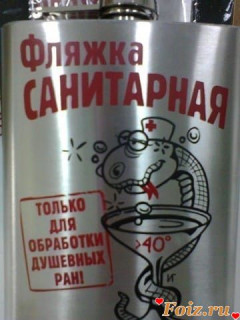 Фляжка
САНИТАРНАЯ
ТОЛЬКО
ДЛЯ
ОБРАБОТКИ
ДУШЕВНЫХ
РАН!
>40°
Foiz.ru